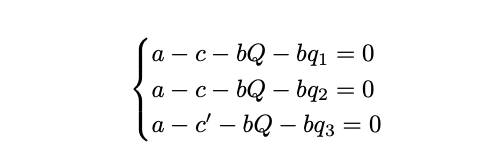 a − c − bQ − bq₁ = 0
a − c − bQ − bq₂ = 0
a − c′ − bQ − bq₃ = 0